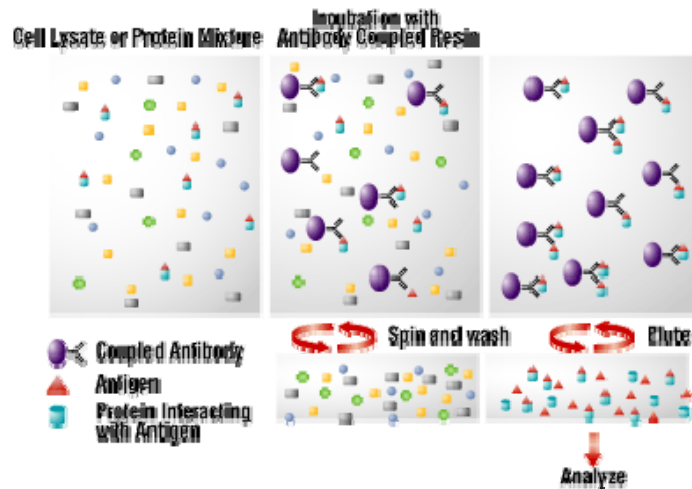 Cell Lysate or Protein Mixture
Incubation with
Antibody Coupled Resin
Spin and wash
Elute
Coupled Antibody
Antigen
Protein Interacting
with Antigen
Analyze